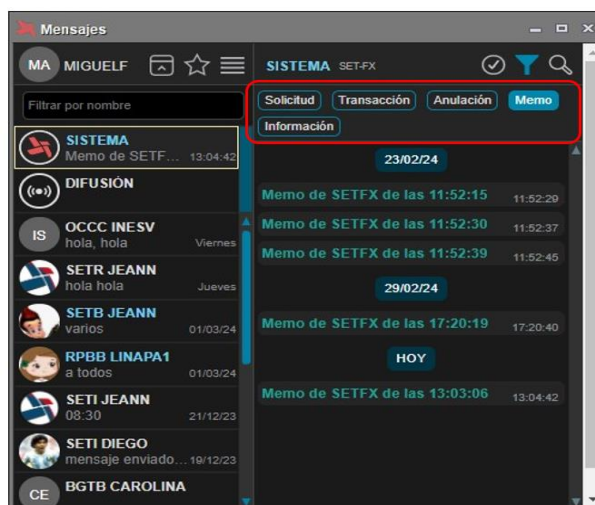 Mensajes
MA MIGUELF
Filtrar por nombre
SISTEMA
Memo de SETF... 13:04:42
DIFUSIÓN
IS
OCCC INESV
hola, hola Viernes
SETR JEANN
hola hola Jueves
SETB JEANN
varios 01/03/24
RPBB LINAPA1
a todos 01/03/24
SETI JEANN
08:30 21/12/23
SETI DIEGO
mensaje enviado... 19/12/23
CE BGTB CAROLINA
SISTEMA SET-FX
Solicitud Transacción Anulación Memo
Información
23/02/24
Memo de SETFX de las 11:52:15 11:52:29
Memo de SETFX de las 11:52:30 11:52:37
Memo de SETFX de las 11:52:39 11:52:45
29/02/24
Memo de SETFX de las 17:20:19 17:20:40
HOY
Memo de SETFX de las 13:03:06 13:04:42